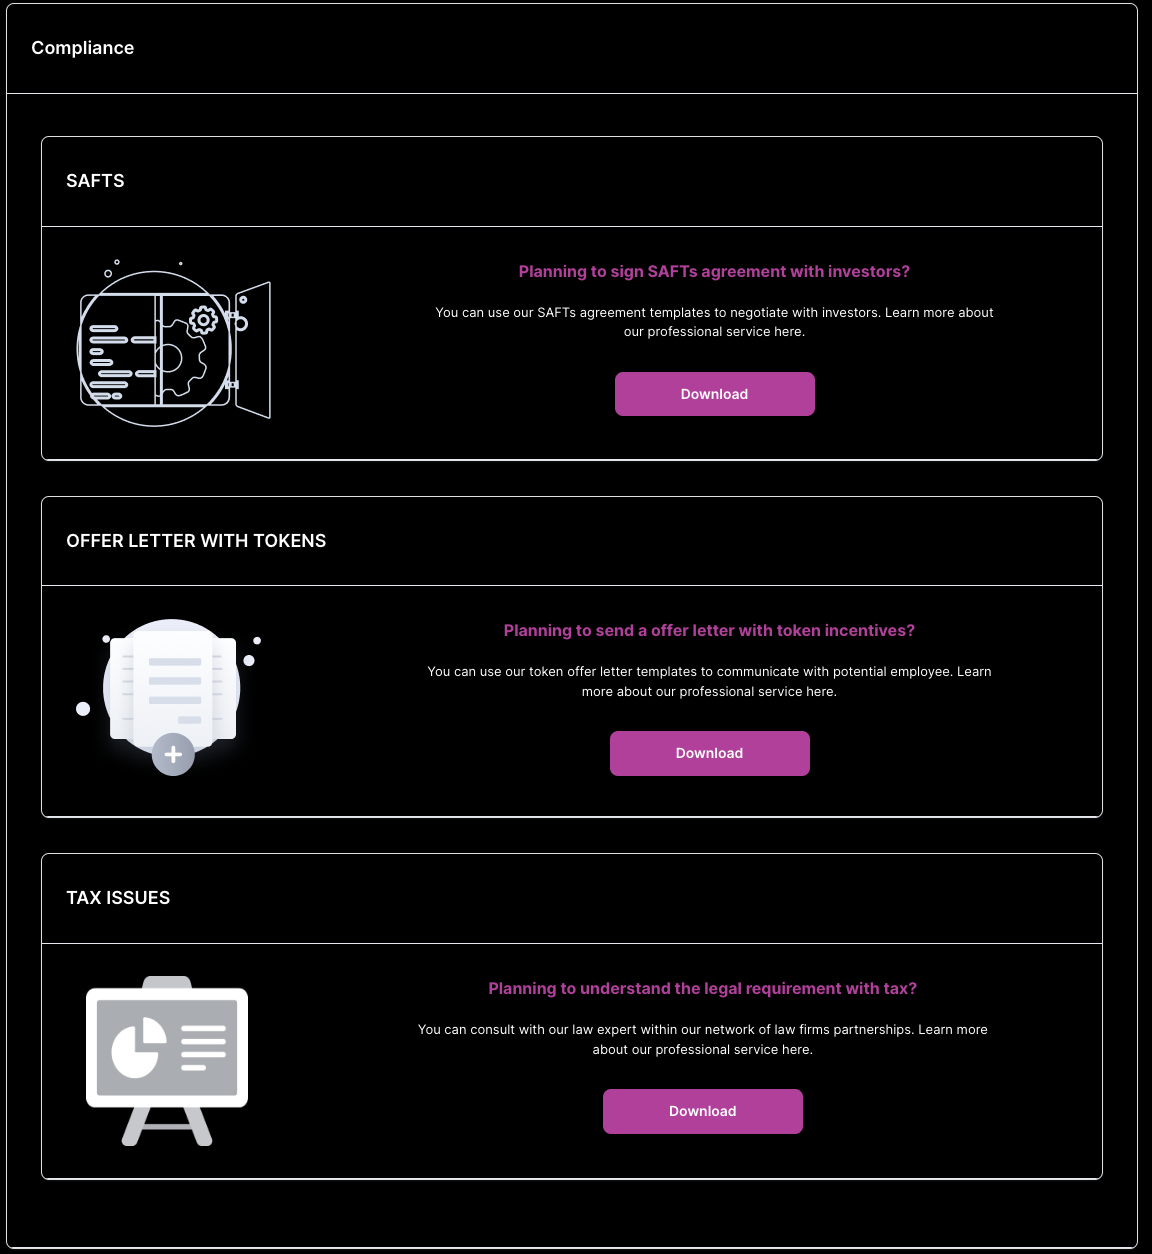 Compliance
SAFTS
Planning to sign SAFTs agreement with investors?
You can use our SAFTs agreement templates to negotiate with investors. Learn more about
our professional service here.
Download
OFFER LETTER WITH TOKENS
Planning to send a offer letter with token incentives?
You can use our token offer letter templates to communicate with potential employee. Learn
more about our professional service here.
Download
TAX ISSUES
Planning to understand the legal requirement with tax?
You can consult with our law expert within our network of law firms partnerships. Learn more
about our professional service here.
Download